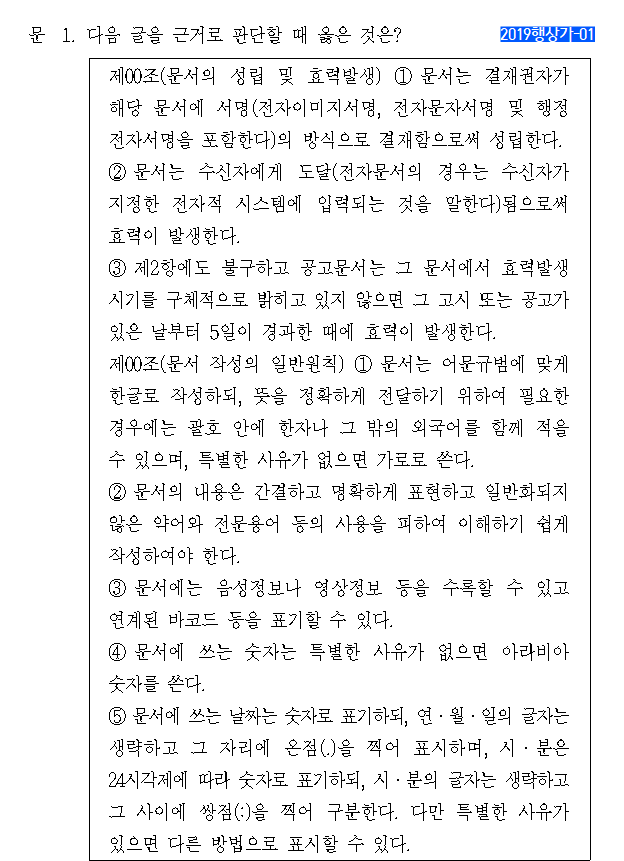 문 1. 다음 글을 근거로 판단할 때 옳은 것은? 2019행상가-01
제00조(문서의 성립 및 효력발생) ① 문서는 결재권자가
해당 문서에 서명(전자이미지서명, 전자문자서명 및 행정
전자서명을 포함한다)의 방식으로 결재함으로써 성립한다.
② 문서는 수신자에게 도달(전자문서의 경우는 수신자가
지정한 전자적 시스템에 입력되는 것을 말한다)됨으로써
효력이 발생한다.
③ 제2항에도 불구하고 공고문서는 그 문서에서 효력발생
시기를 구체적으로 밝히고 있지 않으면 그 고시 또는 공고가
있은 날부터 5일이 경과한 때에 효력이 발생한다.
제00조(문서 작성의 일반원칙) ① 문서는 어문규범에 맞게
한글로 작성하되, 뜻을 정확하게 전달하기 위하여 필요한
경우에는 괄호 안에 한자나 그 밖의 외국어를 함께 적을
수 있으며, 특별한 사유가 없으면 가로로 쓴다.
② 문서의 내용은 간결하고 명확하게 표현하고 일반화되지
않은 약어와 전문용어 등의 사용을 피하여 이해하기 쉽게
작성하여야 한다.
③ 문서에는 음성정보나 영상정보 등을 수록할 수 있고
연계된 바코드 등을 표기할 수 있다.
④ 문서에 쓰는 숫자는 특별한 사유가 없으면 아라비아
숫자를 쓴다.
⑤ 문서에 쓰는 날짜는 숫자로 표기하되, 연ㆍ월ㆍ일의 글자는
생략하고 그 자리에 온점(.)을 찍어 표시하며, 시ㆍ분은
24시각제에 따라 숫자로 표기하되, 시ㆍ분의 글자는 생략하고
그 사이에 쌍점(:)을 찍어 구분한다. 다만 특별한 사유가
있으면 다른 방법으로 표시할 수 있다.